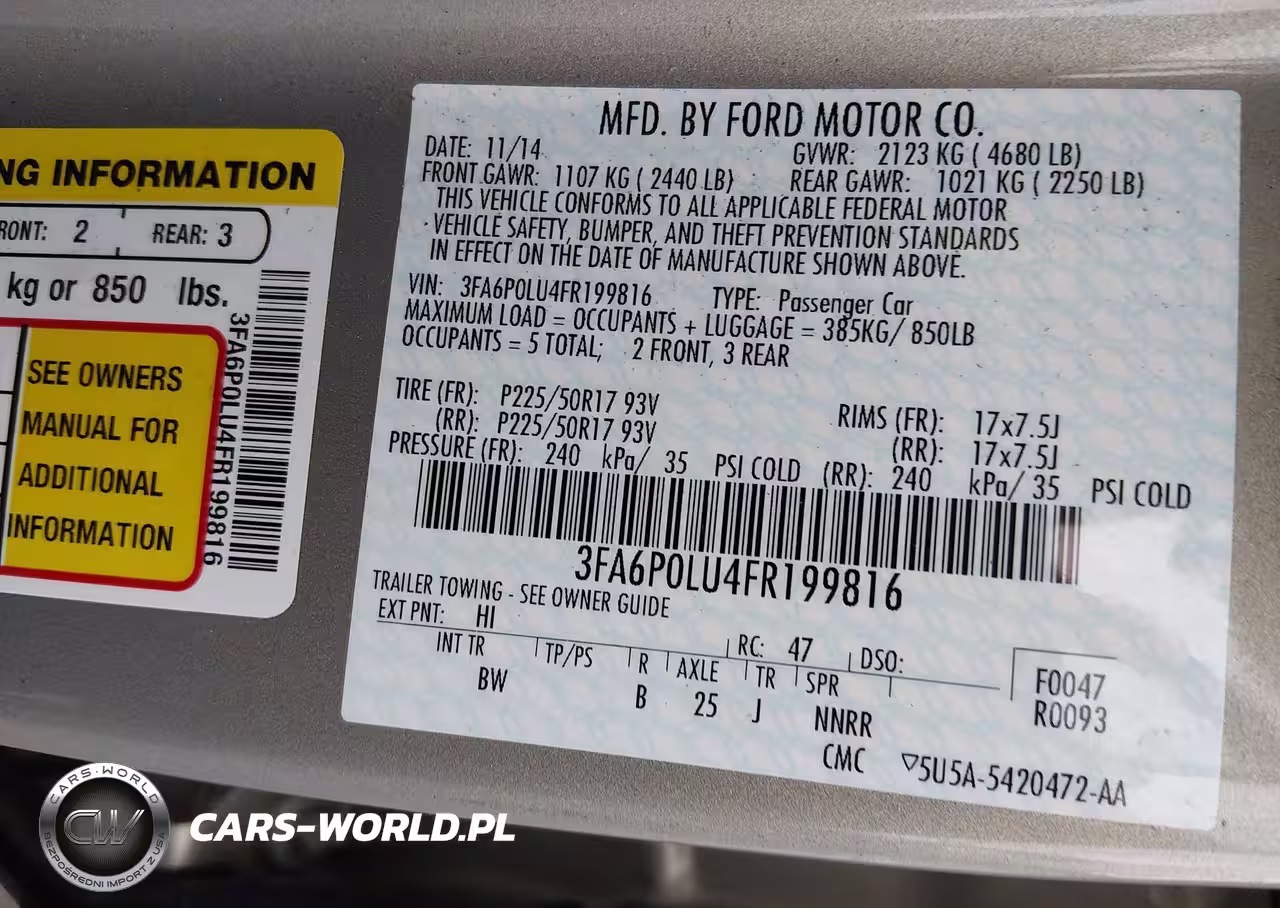 NG INFORMATION
RONT: 2 REAR: 3
kg or 850 lbs.
SEE OWNERS
MANUAL FOR
ADDITIONAL
INFORMATION
3FA6P0LU4FR199816
MFD. BY FORD MOTOR CO.
DATE: 11/14 GVWR: 2123 KG ( 4680 LB)
FRONT GAWR: 1107 KG ( 2440 LB) REAR GAWR: 1021 KG ( 2250 LB)
THIS VEHICLE CONFORMS TO ALL APPLICABLE FEDERAL MOTOR
VEHICLE SAFETY, BUMPER, AND THEFT PREVENTION STANDARDS
IN EFFECT ON THE DATE OF MANUFACTURE SHOWN ABOVE.
VIN: 3FA6P0LU4FR199816 TYPE: Passenger Car
MAXIMUM LOAD = OCCUPANTS + LUGGAGE = 385KG/ 850LB
OCCUPANTS = 5 TOTAL; 2 FRONT, 3 REAR
TIRE (FR): P225/50R17 93V RIMS (FR): 17x7.5J
(RR): P225/50R17 93V (RR): 17x7.5J
PRESSURE (FR): 240 kPa/ 35 PSI COLD (RR): 240 kPa/ 35 PSI COLD
3FA6P0LU4FR199816
TRAILER TOWING - SEE OWNER GUIDE
EXT PNT: HI RC: 47 DSO:
INT TR TP/PS R AXLE TR SPR F0047
BW B 25 J NNRR R0093
CMC ▽5U5A-5420472-AA
CARS-WORLD
CW
BEZPOŚREDNI IMPORT Z USA
CARS-WORLD.PL